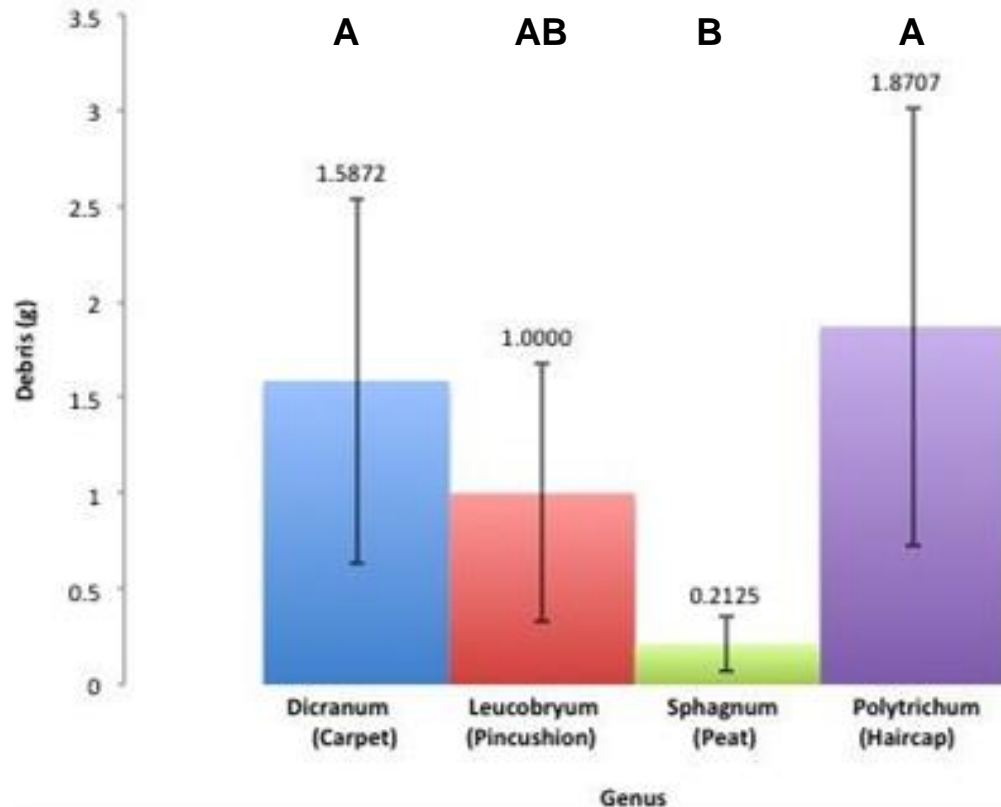 A AB B A
3.5
3
2.5
2
1.5
1
0.5
0
Debris (g)
1.5872
1.0000
0.2125
1.8707
Dicranum Leucobryum Sphagnum Polytrichum
(Carpet) (Pincushion) (Peat) (Haircap)
Genus